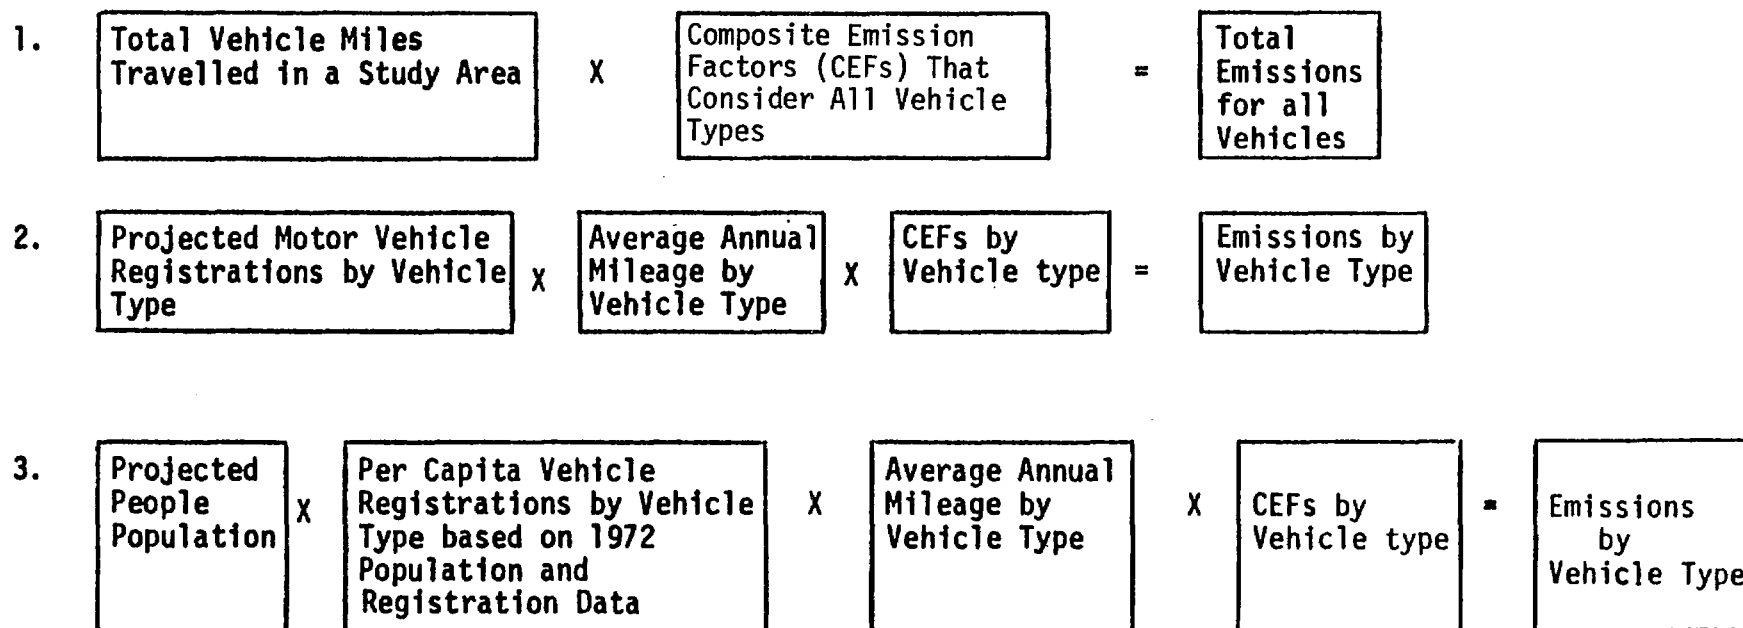 1.
Total Vehicle Miles
Travelled in a Study Area
X
Composite Emission
Factors (CEFs) That
Consider All Vehicle
Types
=
Total
Emissions
for all
Vehicles
2.
Projected Motor Vehicle
Registrations by Vehicle
Type
X
Average Annual
Mileage by
Vehicle Type
X
CEFs by
Vehicle type
=
Emissions by
Vehicle Type
3.
Projected
People
Population
X
Per Capita Vehicle
Registrations by Vehicle
Type based on 1972
Population and
Registration Data
X
Average Annual
Mileage by
Vehicle Type
X
CEFs by
Vehicle type
=
Emissions
by
Vehicle Type